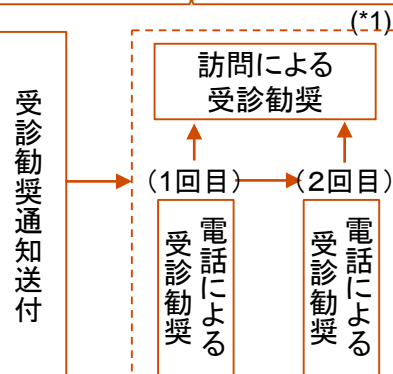 (*1)
受診勧奨通知送付
訪問による
受診勧奨
(1回目)
(2回目)
電話による
受診勧奨
電話による
受診勧奨